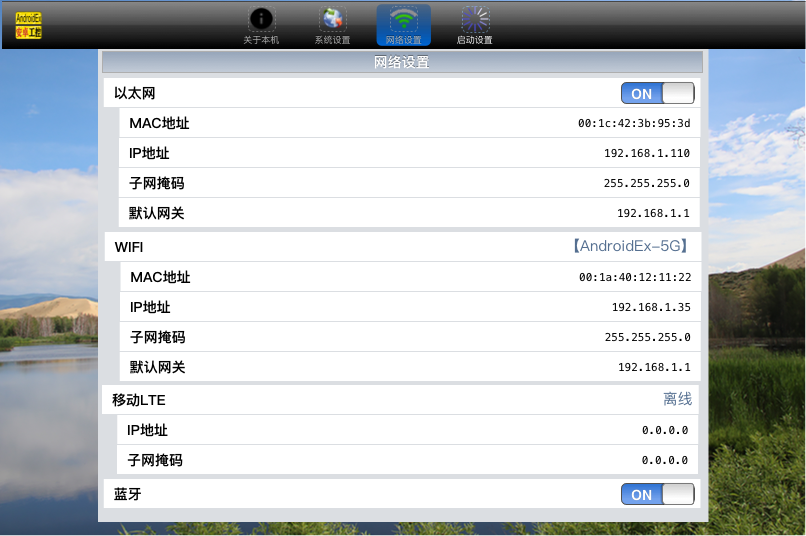 AndroidEx
安卓工控
关于本机
系统设置
网络设置
启动设置
网络设置
以太网 ON
MAC地址 00:1c:42:3b:95:3d
IP地址 192.168.1.110
子网掩码 255.255.255.0
默认网关 192.168.1.1
WIFI 【AndroidEx-5G】
MAC地址 00:1a:40:12:11:22
IP地址 192.168.1.35
子网掩码 255.255.255.0
默认网关 192.168.1.1
移动LTE 离线
IP地址 0.0.0.0
子网掩码 0.0.0.0
蓝牙 ON